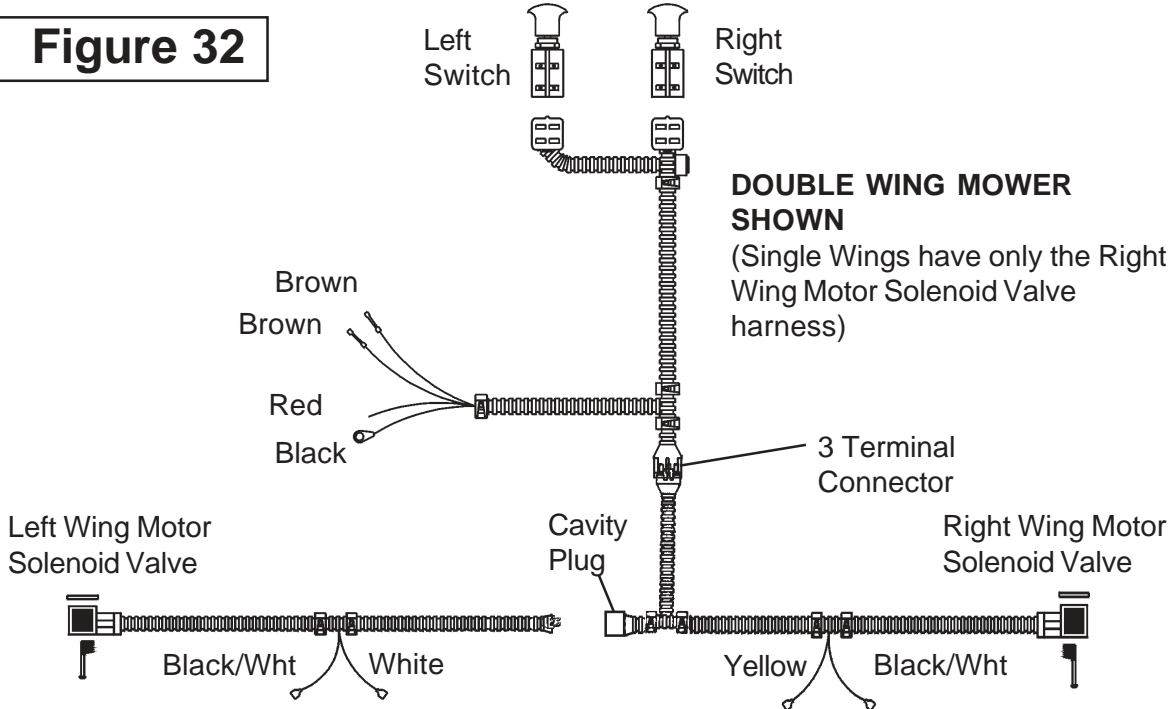 Figure 32
Left
Switch
Right
Switch
DOUBLE WING MOWER
SHOWN
(Single Wings have only the Right
Wing Motor Solenoid Valve
harness)
Brown
Brown
Red
Black
3 Terminal
Connector
Left Wing Motor
Solenoid Valve
Cavity
Plug
Right Wing Motor
Solenoid Valve
Black/Wht
White
Yellow
Black/Wht